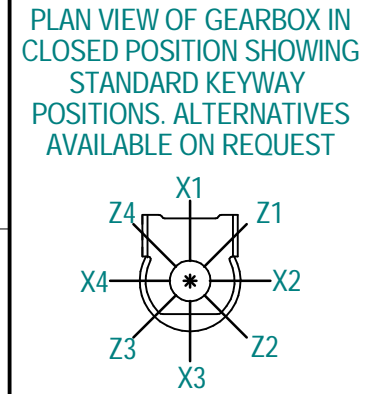 PLAN VIEW OF GEARBOX IN
CLOSED POSITION SHOWING
STANDARD KEYWAY
POSITIONS. ALTERNATIVES
AVAILABLE ON REQUEST
X1
Z4 Z1
X4 X2
Z3 Z2
X3